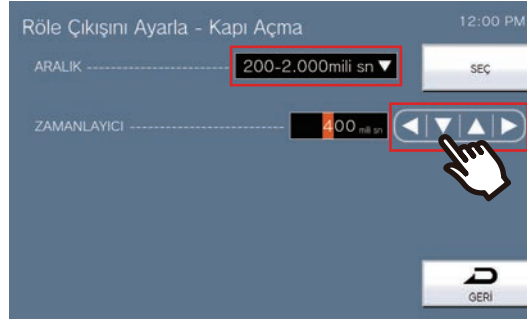 Röle Çıkışını Ayarla - Kapı Açma
12:00 PM
ARALIK ------------------------ 200-2.000mili sn ▼
SEÇ
ZAMANLAYICI -------------------------- 400 mili sn
GERİ